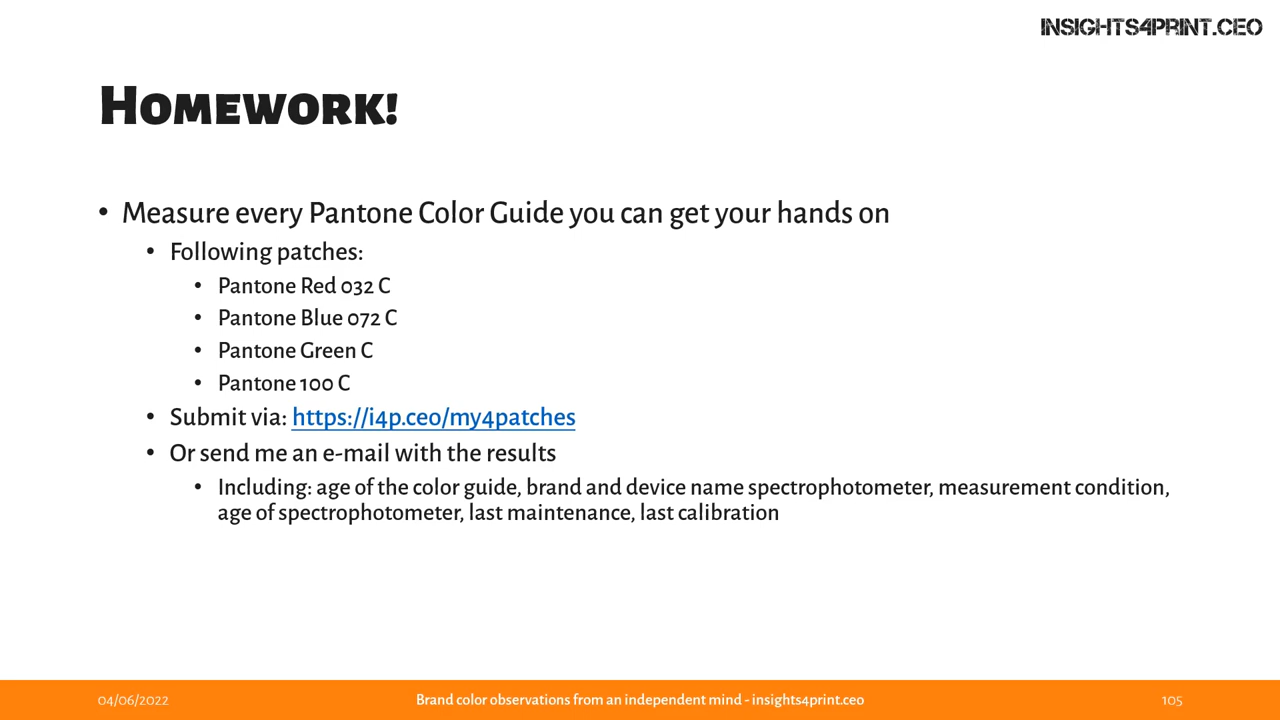 INSIGHTS4PRINT.CEO
Homework!
• Measure every Pantone Color Guide you can get your hands on
• Following patches:
• Pantone Red 032 C
• Pantone Blue 072 C
• Pantone Green C
• Pantone 100 C
• Submit via: https://i4p.ceo/my4patches
• Or send me an e-mail with the results
• Including: age of the color guide, brand and device name spectrophotometer, measurement condition,
age of spectrophotometer, last maintenance, last calibration
04/06/2022
Brand color observations from an independent mind - insights4print.ceo
105